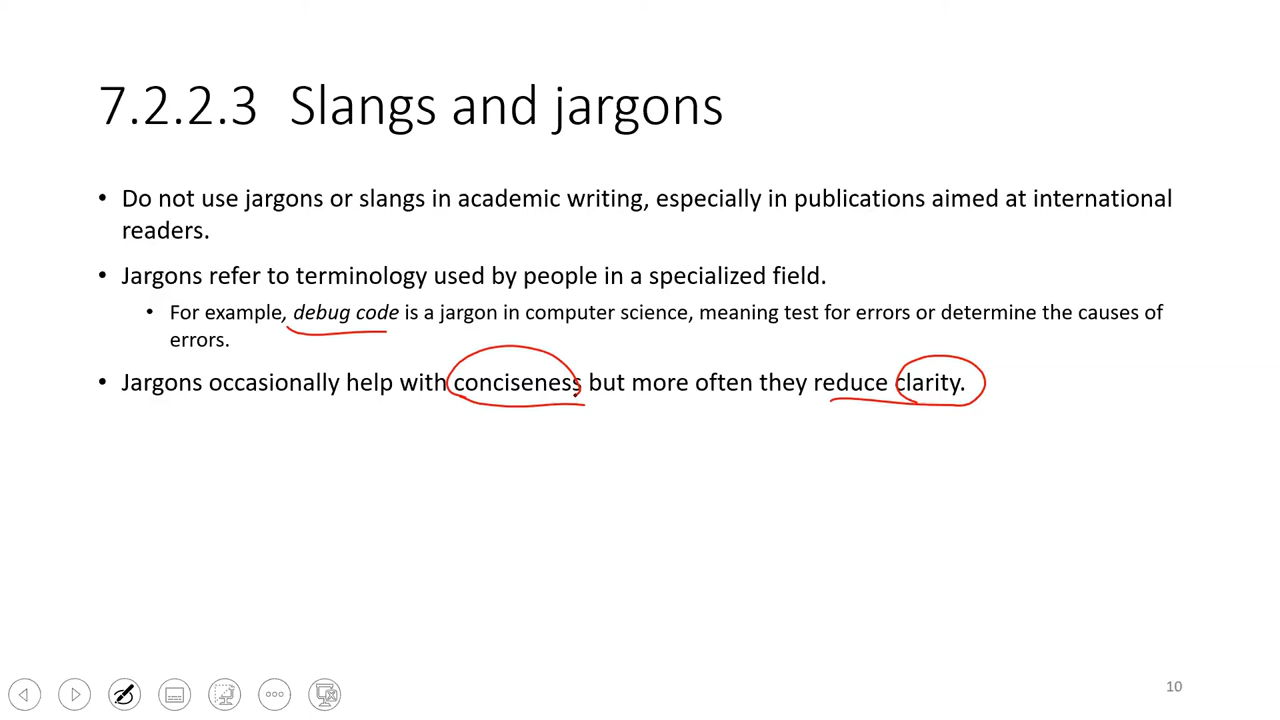 7.2.2.3 Slangs and jargons
• Do not use jargons or slangs in academic writing, especially in publications aimed at international
readers.
• Jargons refer to terminology used by people in a specialized field.
• For example, debug code is a jargon in computer science, meaning test for errors or determine the causes of
errors.
• Jargons occasionally help with conciseness but more often they reduce clarity.
10